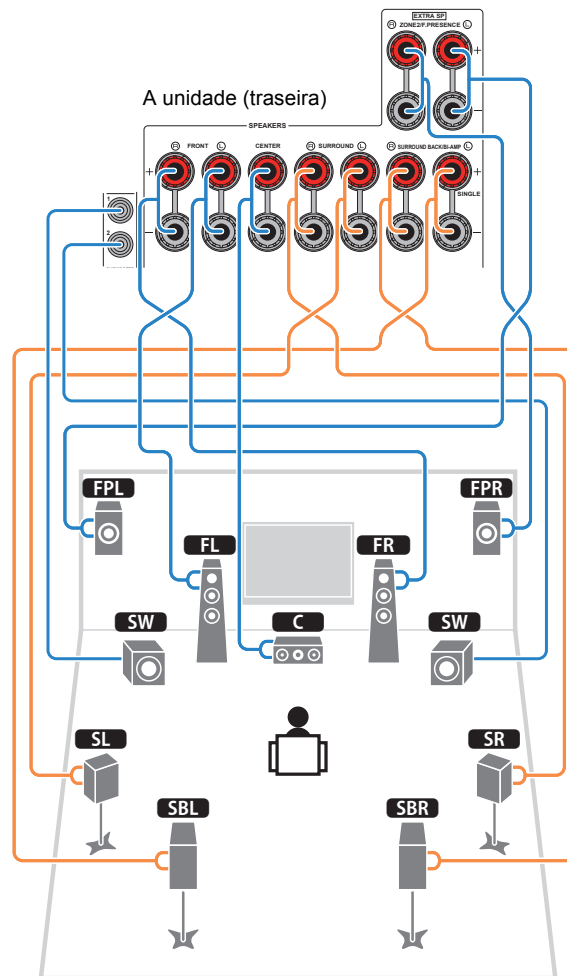 EXTRA SP
R ZONE2/F.PRESENCE L
+
−
A unidade (traseira)
SPEAKERS
R FRONT L CENTER R SURROUND L R SURROUND BACK/BI-AMP L
+ +
SINGLE
1
2
− −
FPL FPR
FL FR
SW C SW
SL SR
SBL SBR